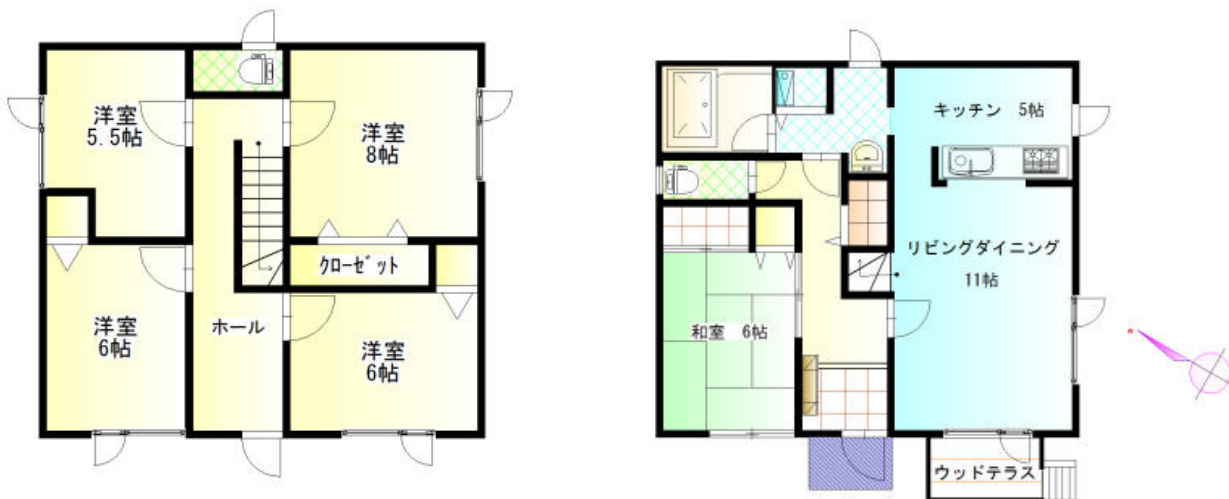 洋室
5.5帖
洋室
8帖
クローゼット
洋室
6帖
ホール
洋室
6帖
キッチン 5帖
リビングダイニング
11帖
和室 6帖
ウッドテラス